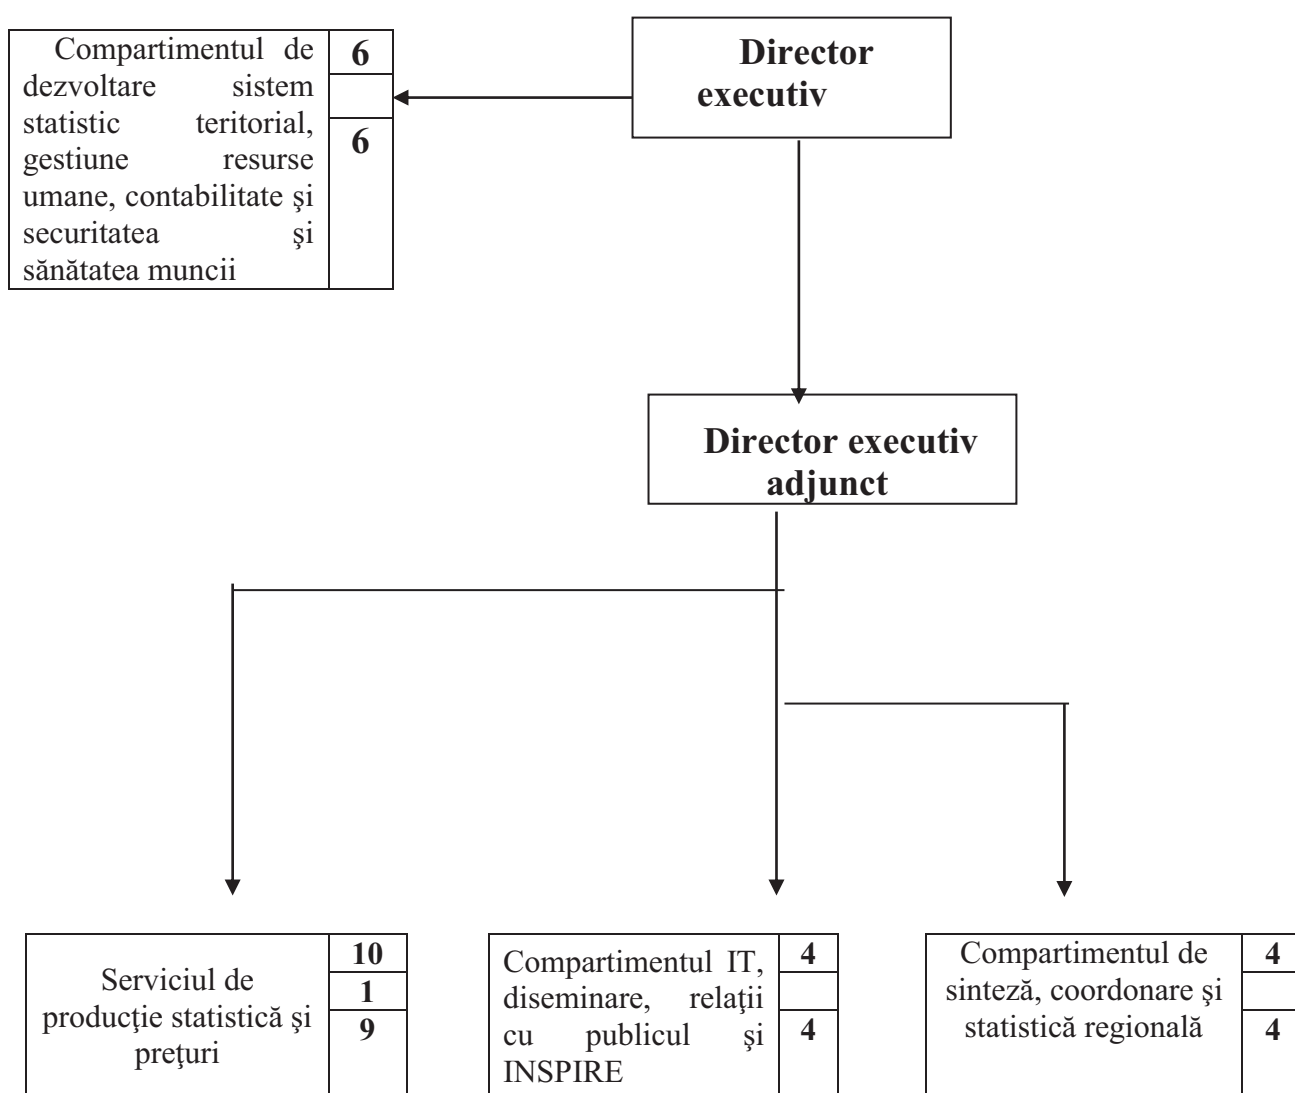 Compartimentul de
dezvoltare sistem
statistic teritorial,
gestiune resurse
umane, contabilitate şi
securitatea şi
sănătatea muncii
6
6
Director
executiv
Director executiv
adjunct
Serviciul de
producţie statistică şi
preţuri
10
1
9
Compartimentul IT,
diseminare, relaţii
cu publicul şi
INSPIRE
4
4
Compartimentul de
sinteză, coordonare şi
statistică regională
4
4